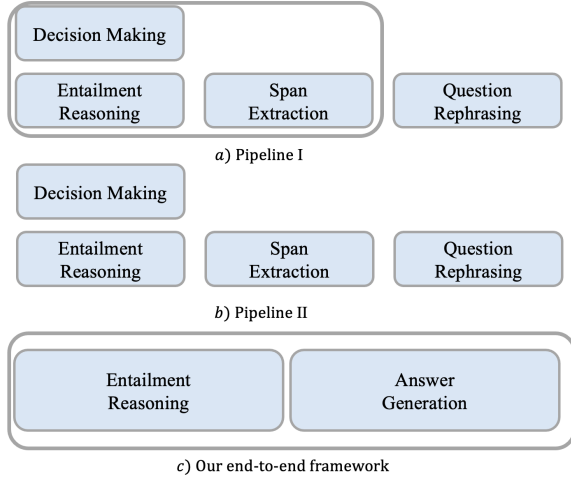 Decision Making
Entailment Span Question
Reasoning Extraction Rephrasing
a) Pipeline I
Decision Making
Entailment Span Question
Reasoning Extraction Rephrasing
b) Pipeline II
Entailment Answer
Reasoning Generation
c) Our end-to-end framework